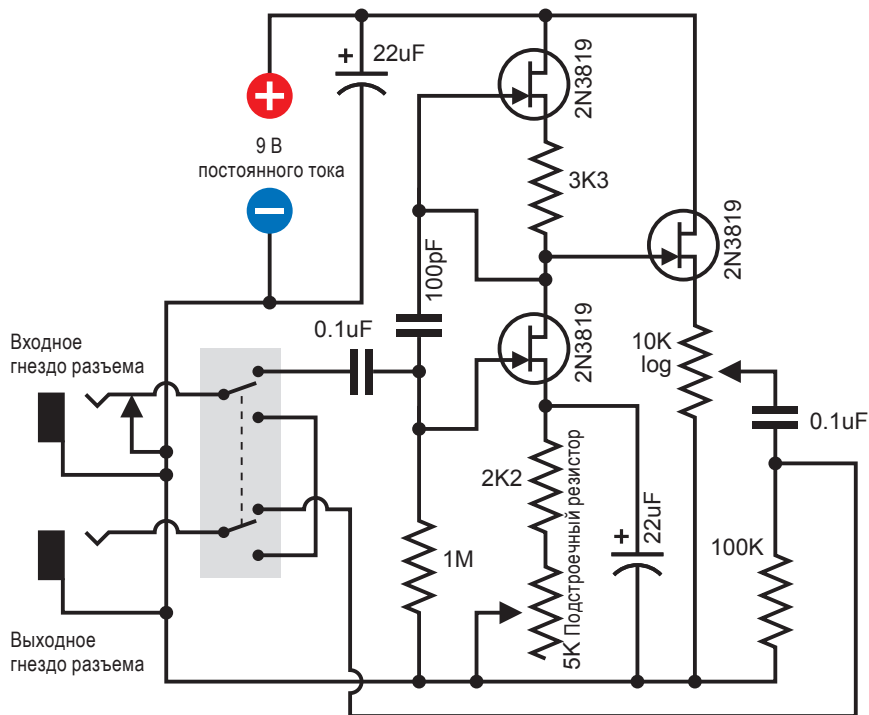 22uF
+
2N3819
9 В
постоянного тока
3K3
2N3819
100pF
0.1uF
Входное
гнездо разъема
2N3819
10K
log
0.1uF
2K2
5K Подстроечный резистор
+
22uF
1M
100K
Выходное
гнездо разъема